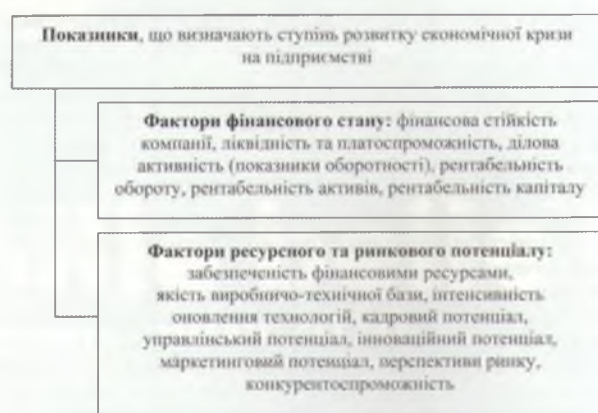 Показники, що визначають ступінь розвитку економічної кризи
на підприємстві
Фактори фінансового стану: фінансова стійкість
компанії, ліквідність та платоспроможність, ділова
активність (показники оборотності), рентабельність
обороту, рентабельність активів, рентабельність капіталу
Фактори ресурсного та ринкового потенціалу:
забезпеченість фінансовими ресурсами,
якість виробничо-технічної бази, інтенсивність
оновлення технологій, кадровий потенціал,
управлінський потенціал, інноваційний потенціал,
маркетинговий потенціал, перспективи ринку,
конкурентоспроможність